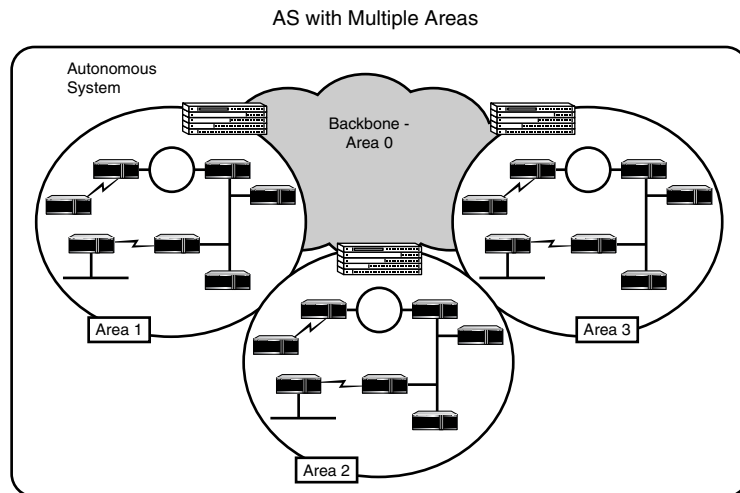 AS with Multiple Areas
Autonomous
System
Backbone -
Area 0
Area 1
Area 3
Area 2